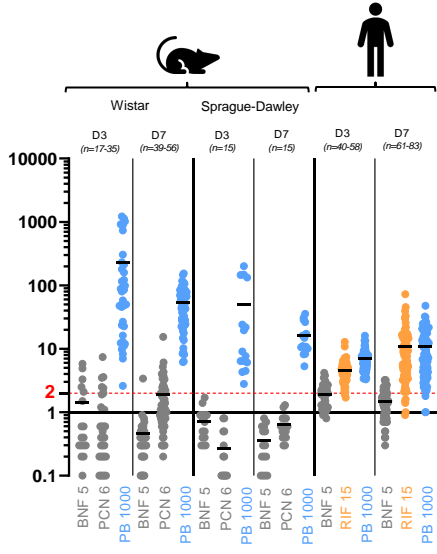 Wistar Sprague-Dawley
D3 D7 D3 D7 D3 D7
(n=17-35) (n=39-56) (n=15) (n=15) (n=40-58) (n=61-83)
10000
1000
100
10
2
1
0.1
BNF 5 PCN 6 PB 1000 BNF 5 PCN 6 PB 1000 BNF 5 PCN 6 PB 1000 BNF 5 PCN 6 PB 1000 BNF 5 RIF 15 PB 1000 BNF 5 RIF 15 PB 1000